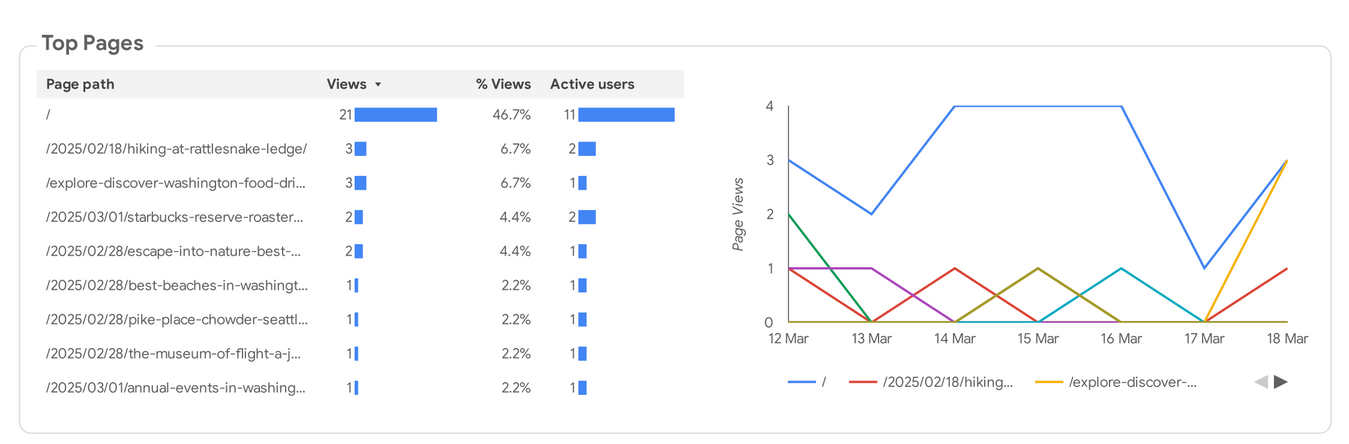 Top Pages
Page path Views % Views Active users
/ 21 46.7% 11
/2025/02/18/hiking-at-rattlesnake-ledge/ 3 6.7% 2
/explore-discover-washington-food-dri... 3 6.7% 1
/2025/03/01/starbucks-reserve-roaster... 2 4.4% 2
/2025/02/28/escape-into-nature-best-... 2 4.4% 1
/2025/02/28/best-beaches-in-washingt... 1 2.2% 1
/2025/02/28/pike-place-chowder-seattl... 1 2.2% 1
/2025/02/28/the-museum-of-flight-a-j... 1 2.2% 1
/2025/03/01/annual-events-in-washing... 1 2.2% 1
Page Views
4
3
2
1
0
12 Mar 13 Mar 14 Mar 15 Mar 16 Mar 17 Mar 18 Mar
/ /2025/02/18/hiking... /explore-discover-...